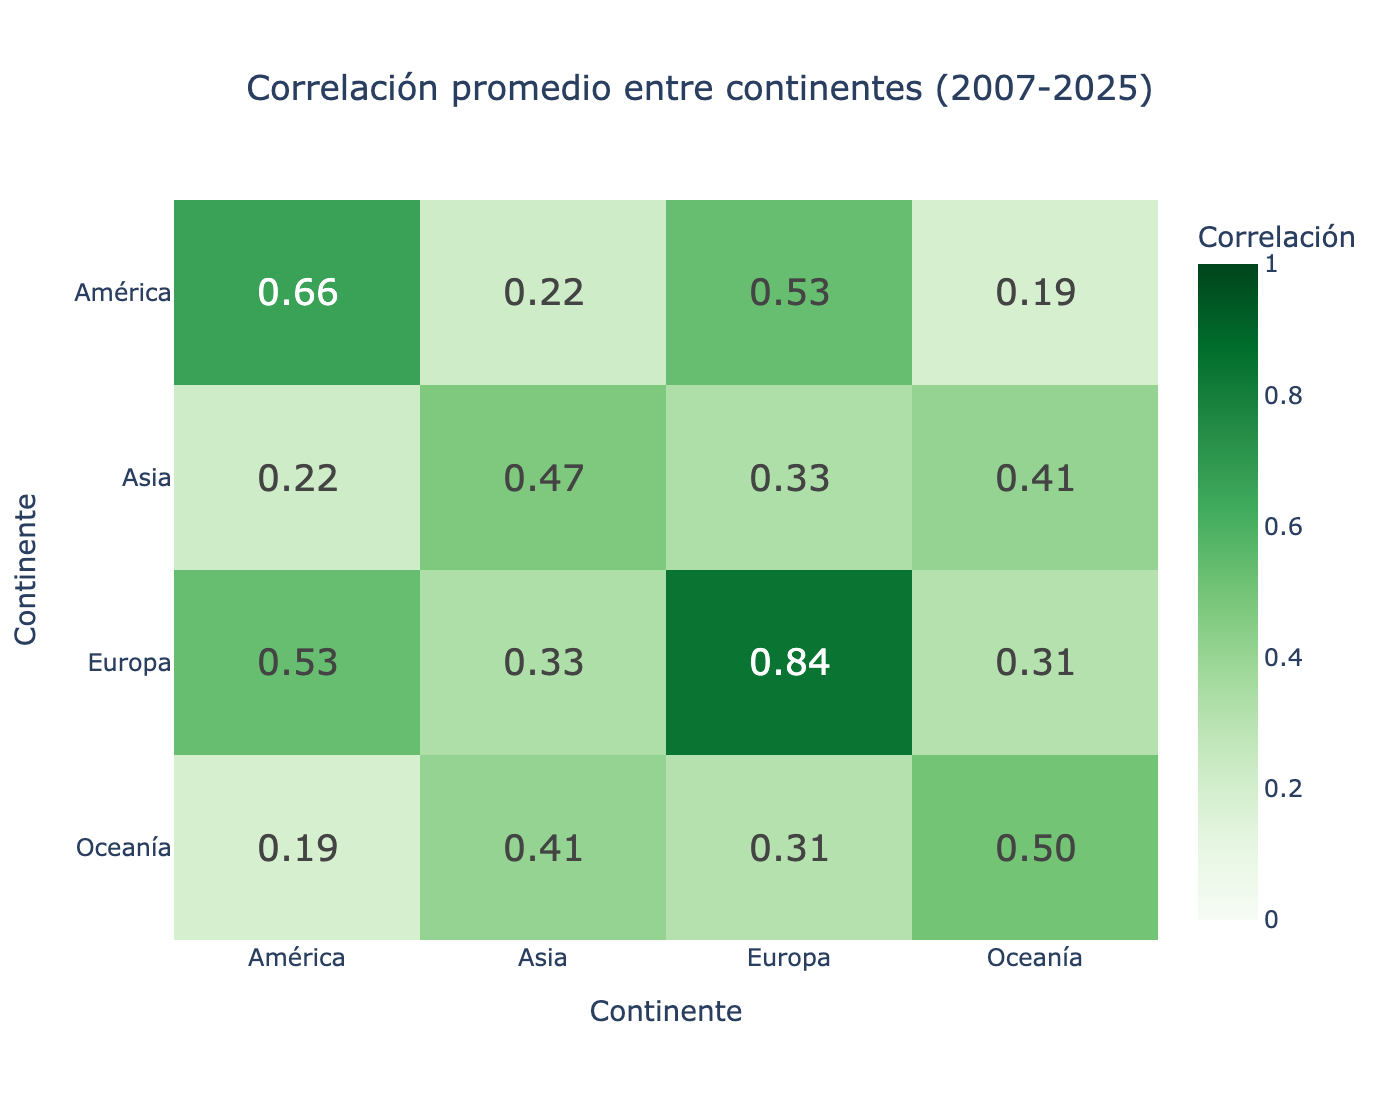 Correlación promedio entre continentes (2007-2025)
Correlación
1
0.8
0.6
0.4
0.2
0
Continente
América 0.66 0.22 0.53 0.19
Asia 0.22 0.47 0.33 0.41
Europa 0.53 0.33 0.84 0.31
Oceanía 0.19 0.41 0.31 0.50
América Asia Europa Oceanía
Continente